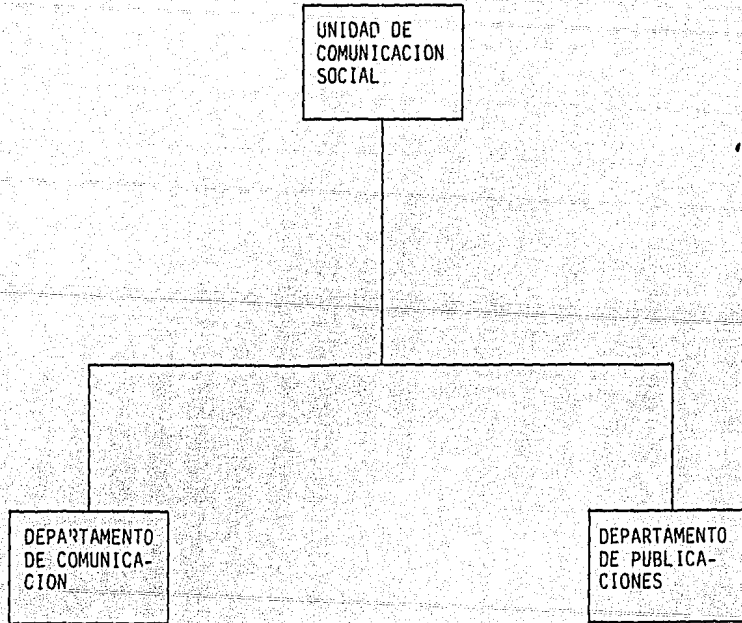 UNIDAD DE
COMUNICACION
SOCIAL
DEPARTAMENTO
DE COMUNICA-
CION
DEPARTAMENTO
DE PUBLICA-
CIONES